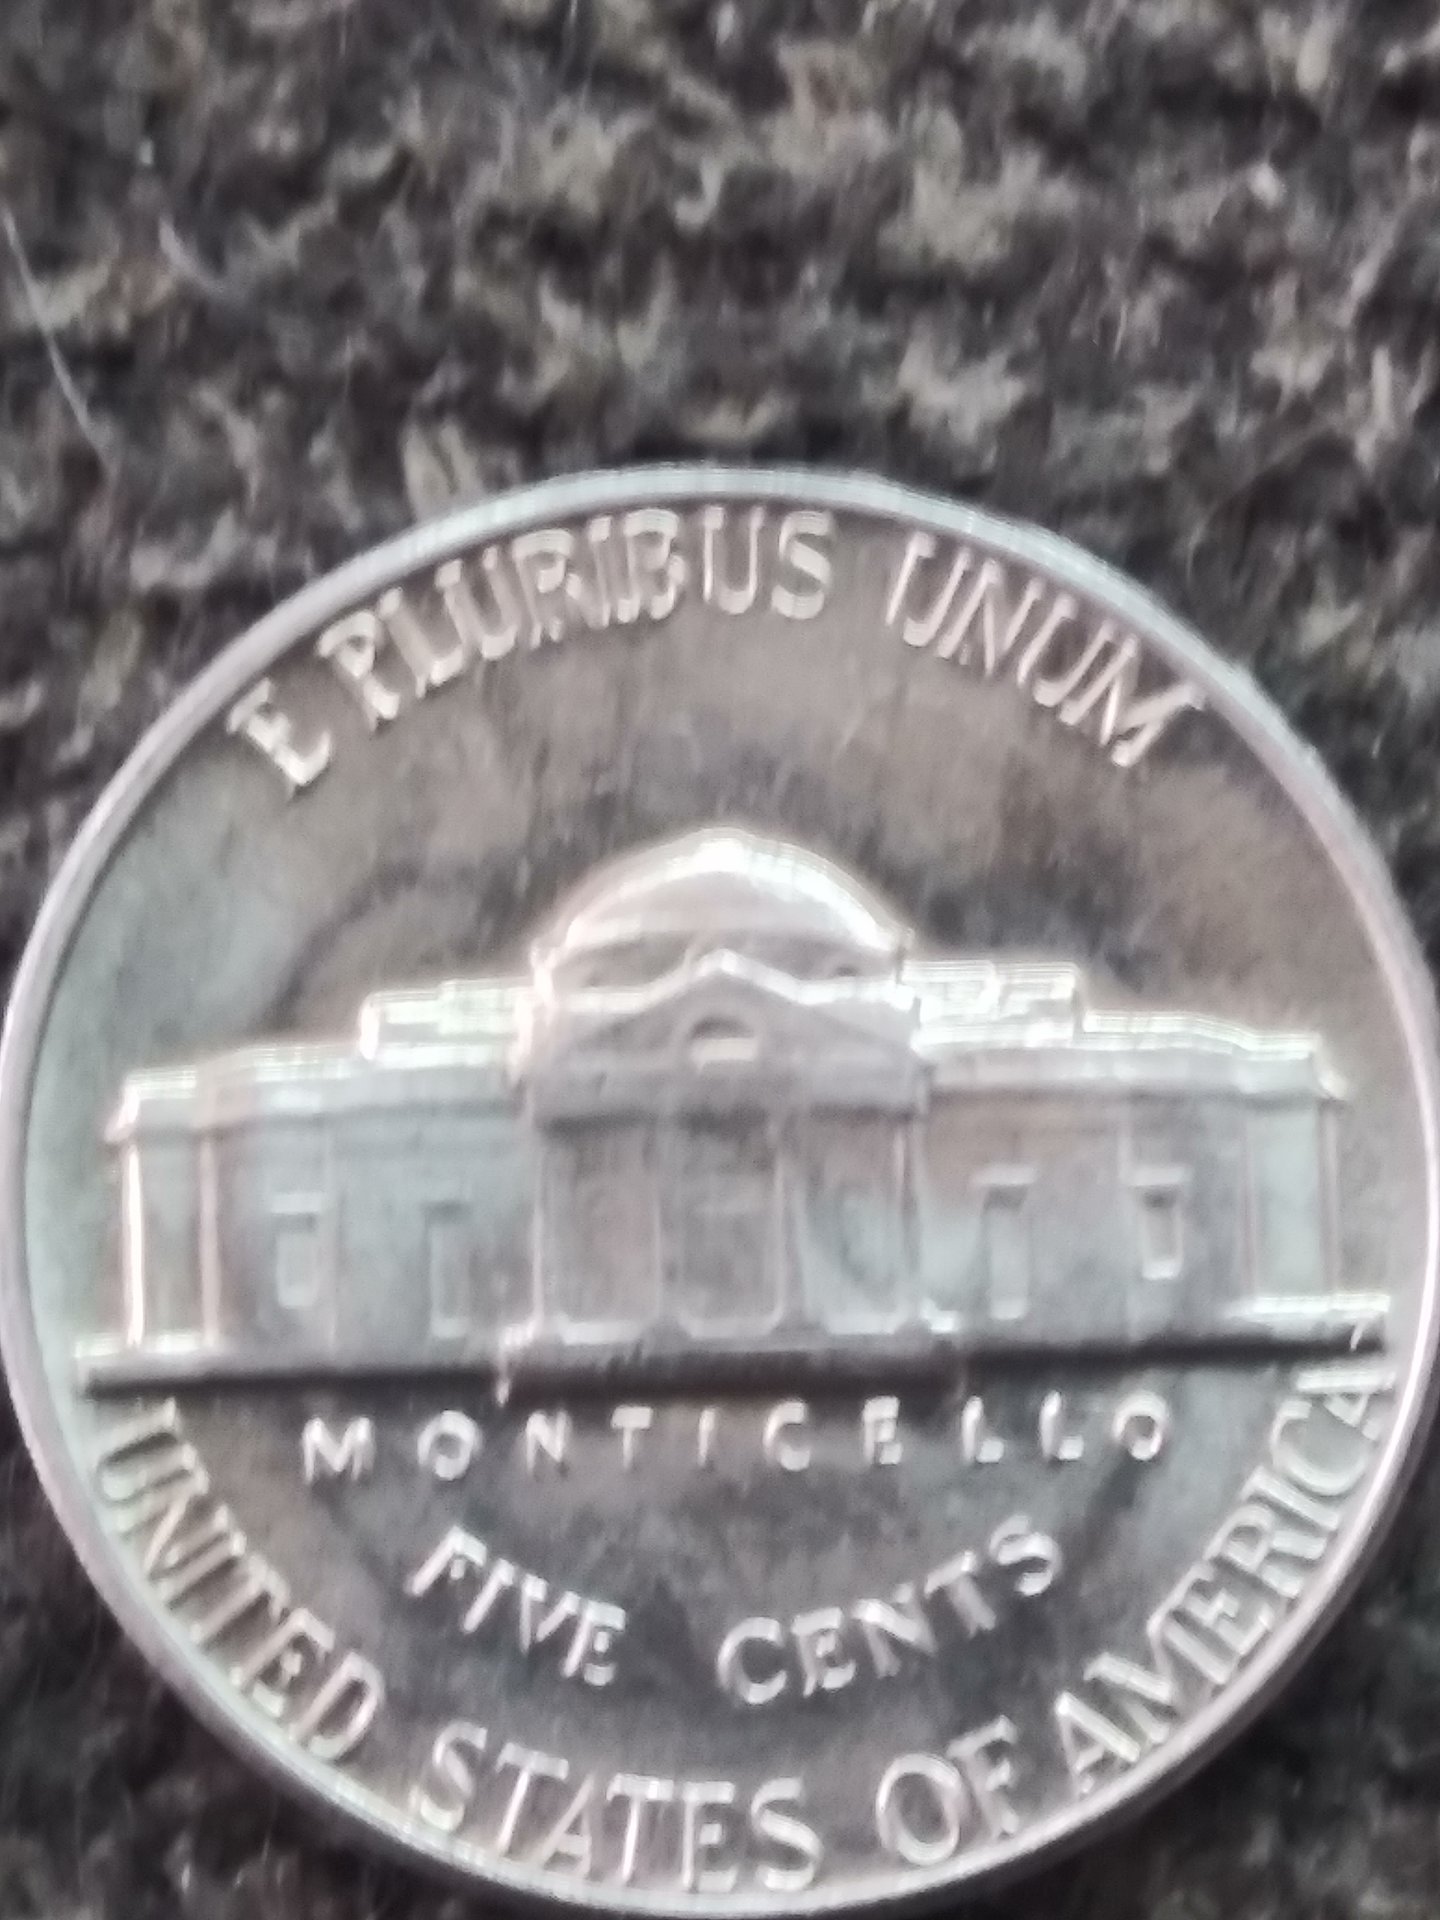 E PLURIBUS UNUM
MONTICELLO
FIVE CENTS
UNITED STATES OF AMERICA